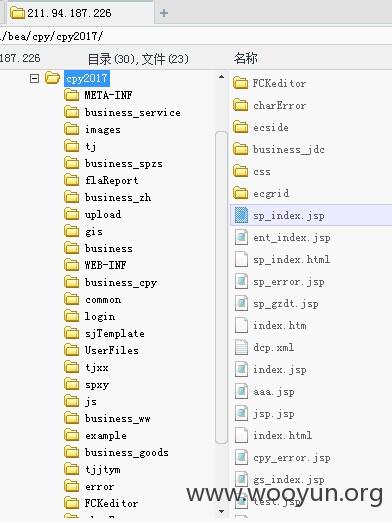 211.94.187.226
/bea/cpy/cpy2017/
187.226
目录(30),文件(23)
名称
cpy2017
META-INF
business_service
images
tj
business_spzs
flaReport
business_zh
upload
gis
business
WEB-INF
business_cpy
common
login
sjTemplate
UserFiles
tjxx
spxy
js
business_ww
example
business_goods
tjjtym
error
FCKeditor
FCKeditor
charError
ecside
business_jdc
css
ecgrid
sp_index.jsp
ent_index.jsp
sp_index.html
sp_error.jsp
sp_gzdt.jsp
index.htm
dcp.xml
index.jsp
aaa.jsp
jsp.jsp
index.html
cpy_error.jsp
gs_index.jsp
test.jsp
www.wooyun.org